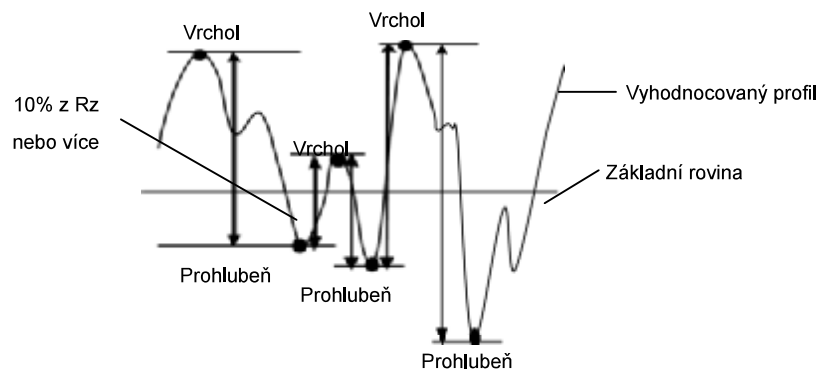 Vrchol
Vrchol
10% z Rz
nebo více
Vrchol
Vyhodnocovaný profil
Základní rovina
Prohlubeň
Prohlubeň
Prohlubeň